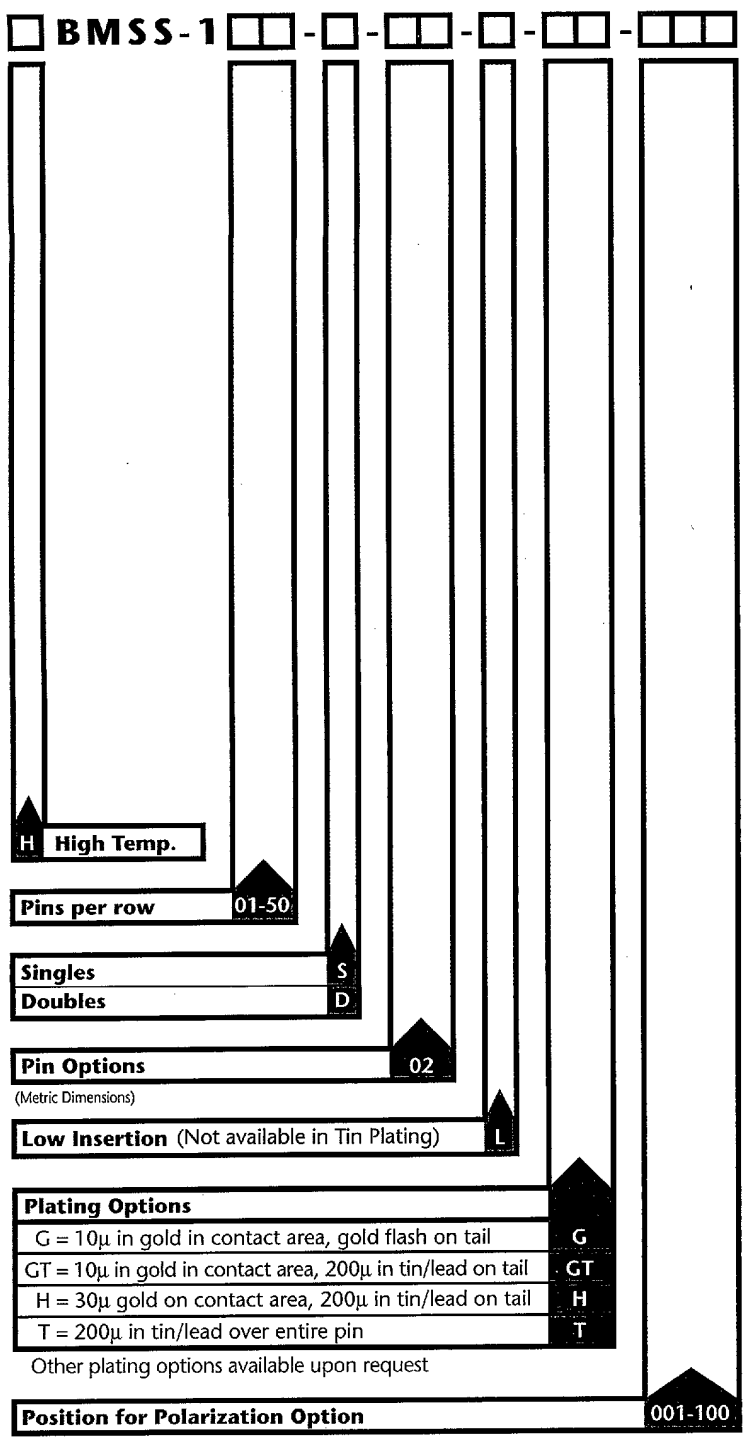 BMSS-1 - - - - -
H High Temp.
Pins per row 01-50
Singles S
Doubles D
Pin Options 02
(Metric Dimensions)
Low Insertion (Not available in Tin Plating) L
Plating Options
G = 10µ in gold in contact area, gold flash on tail G
GT = 10µ in gold in contact area, 200µ in tin/lead on tail GT
H = 30µ gold on contact area, 200µ in tin/lead on tail H
T = 200µ in tin/lead over entire pin T
Other plating options available upon request
Position for Polarization Option 001-100